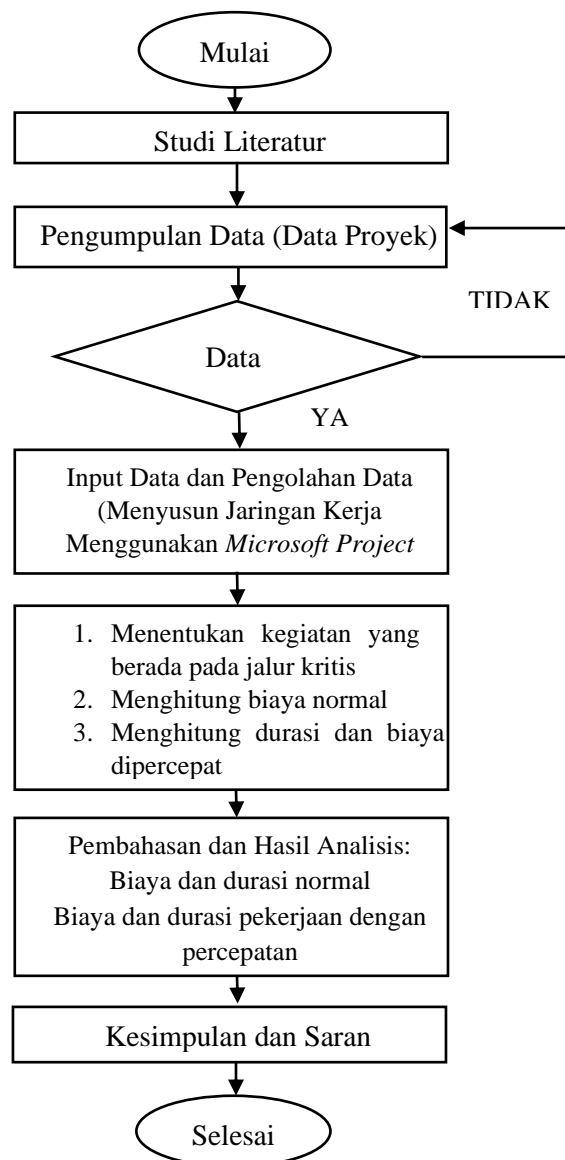 Mulai
Studi Literatur
Pengumpulan Data (Data Proyek)
TIDAK
Data
YA
Input Data dan Pengolahan Data
(Menyusun Jaringan Kerja
Menggunakan Microsoft Project
1. Menentukan kegiatan yang
berada pada jalur kritis
2. Menghitung biaya normal
3. Menghitung durasi dan biaya
dipercepat
Pembahasan dan Hasil Analisis:
Biaya dan durasi normal
Biaya dan durasi pekerjaan dengan
percepatan
Kesimpulan dan Saran
Selesai